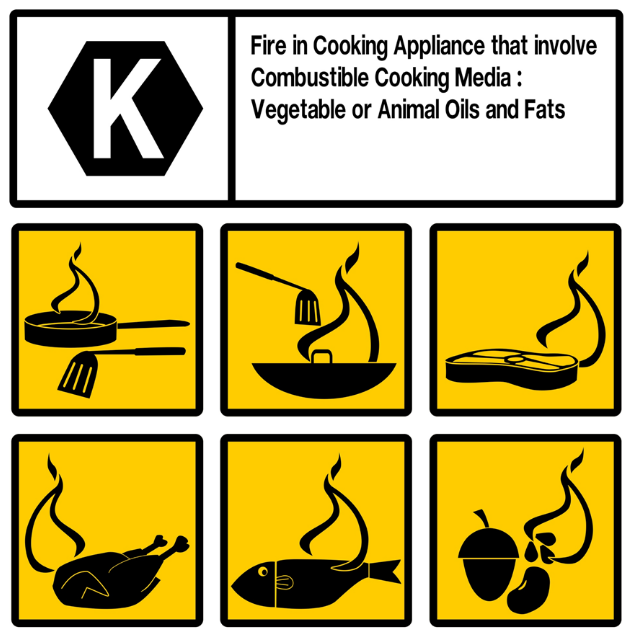 K
Fire in Cooking Appliance that involve
Combustible Cooking Media :
Vegetable or Animal Oils and Fats